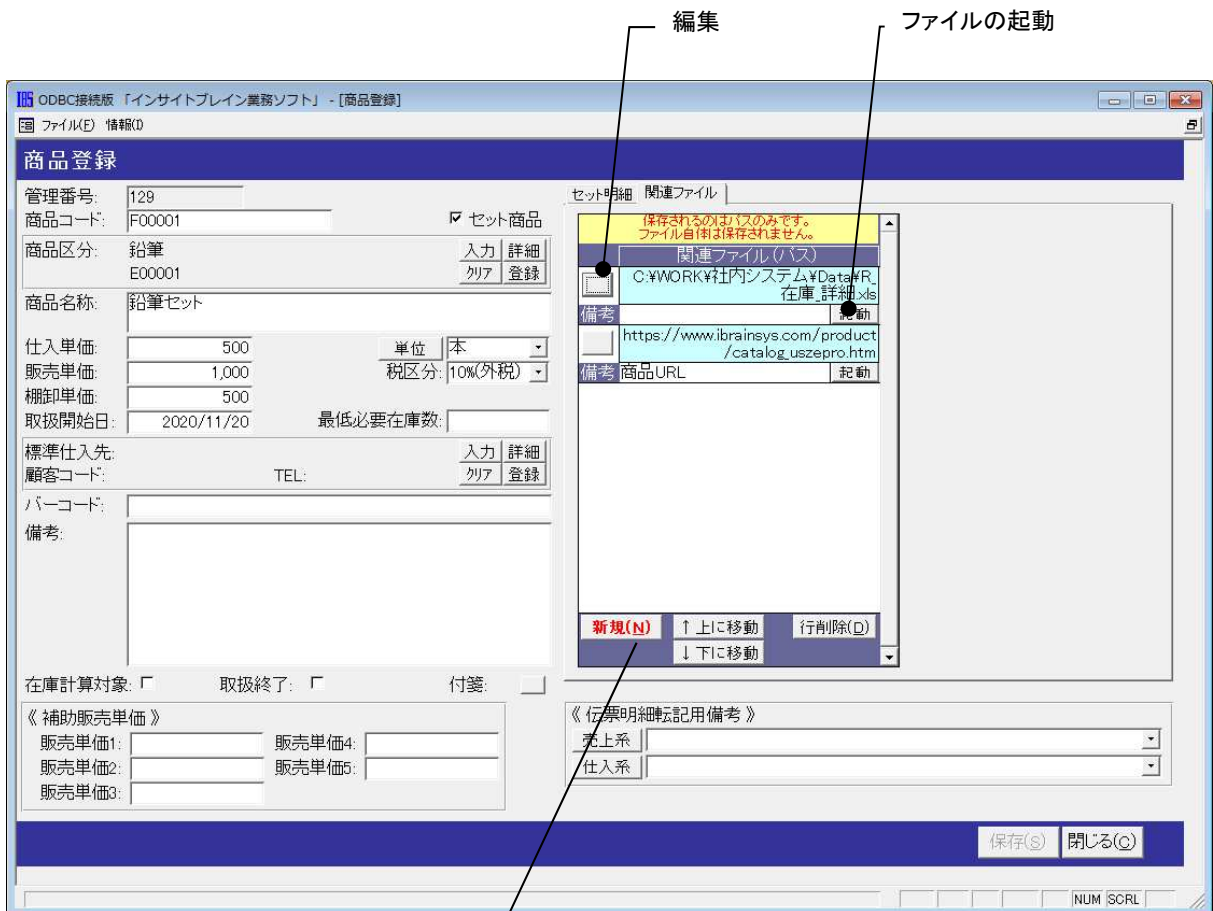 編集
ファイルの起動
IBS ODBC接続版 「インサイトブレイン業務ソフト」 - [商品登録]
ファイル(F) 情報(I)
商品登録
管理番号: 129
商品コード: F00001
セット商品
商品区分: 鉛筆
E00001
入力 詳細
クリア 登録
商品名称: 鉛筆セット
仕入単価: 500
単位 本
販売単価: 1,000
税区分: 10%(外税)
棚卸単価: 500
取扱開始日: 2020/11/20
最低必要在庫数:
標準仕入先:
入力 詳細
顧客コード: TEL:
クリア 登録
バーコード:
備考:
在庫計算対象: 取扱終了: 付箋:
《 補助販売単価 》
販売単価1: 販売単価4:
販売単価2: 販売単価5:
販売単価3:
セット明細 関連ファイル
保存されるのはパスのみです。
ファイル自体は保存されません。
関連ファイル(パス)
C:¥WORK¥社内システム¥Data¥R_
在庫_詳細.xls
備考 起動
https://www.ibrainsys.com/product
/catalog_uszepro.htm
備考 商品URL 起動
新規(N) ↑ 上に移動 行削除(D)
↓ 下に移動
《 伝票明細転記用備考 》
売上系
仕入系
保存(S) 閉じる(C)
NUM SCRL